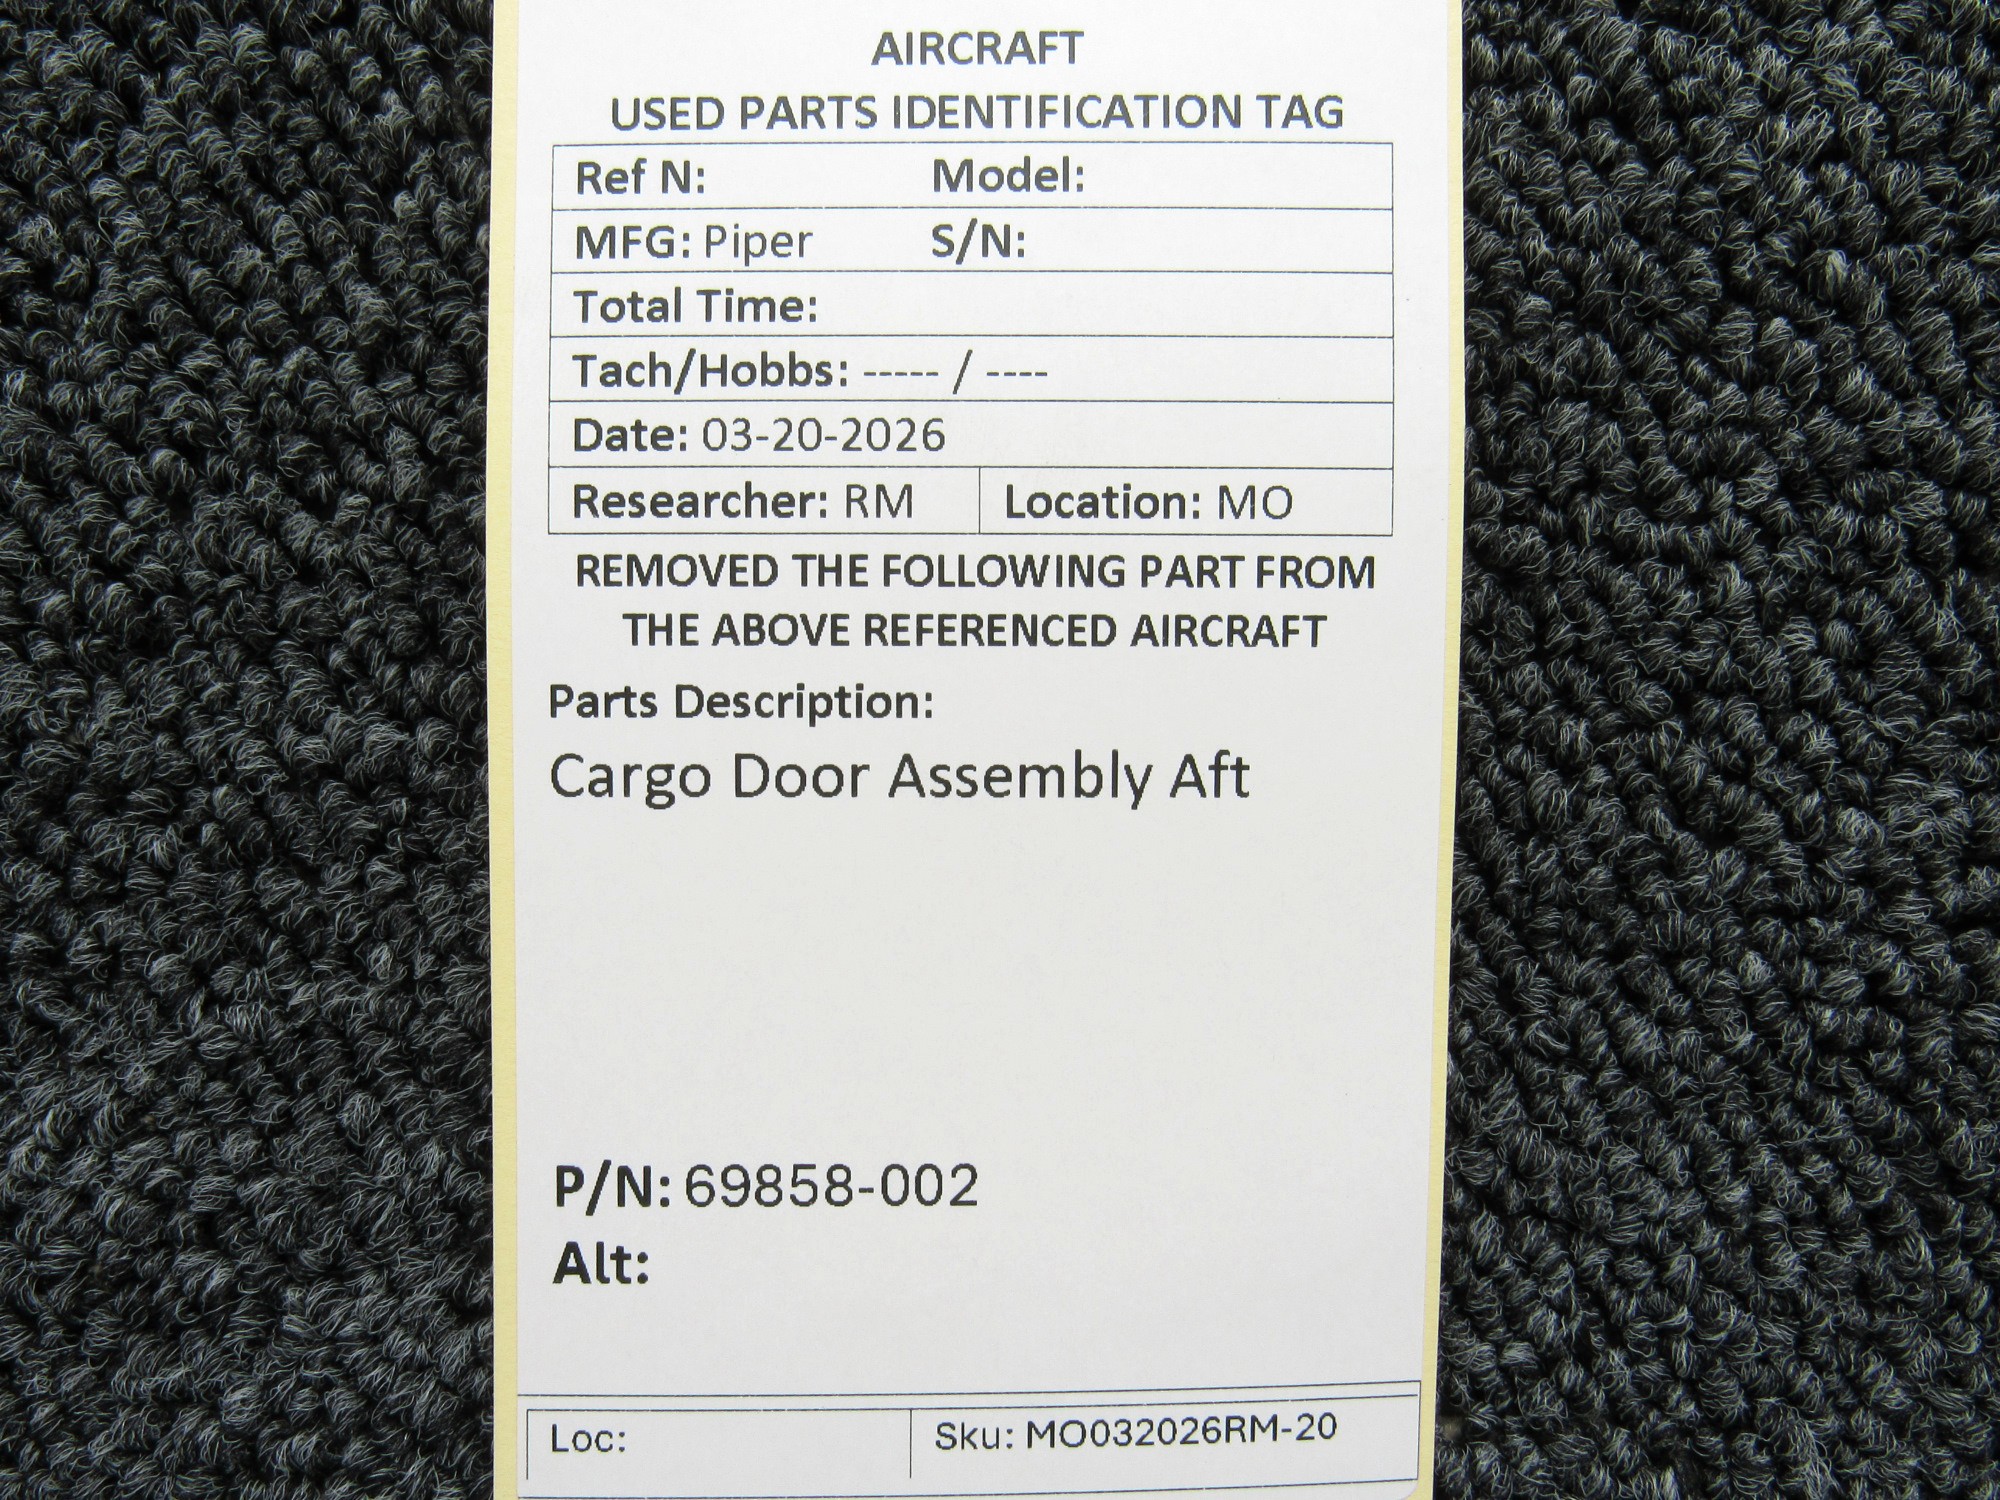 AIRCRAFT
USED PARTS IDENTIFICATION TAG
Ref N: Model:
MFG: Piper S/N:
Total Time:
Tach/Hobbs: ----- / ----
Date: 03-20-2026
Researcher: RM Location: MO
REMOVED THE FOLLOWING PART FROM
THE ABOVE REFERENCED AIRCRAFT
Parts Description:
Cargo Door Assembly Aft
P/N: 69858-002
Alt:
Loc: Sku: MO032026RM-20